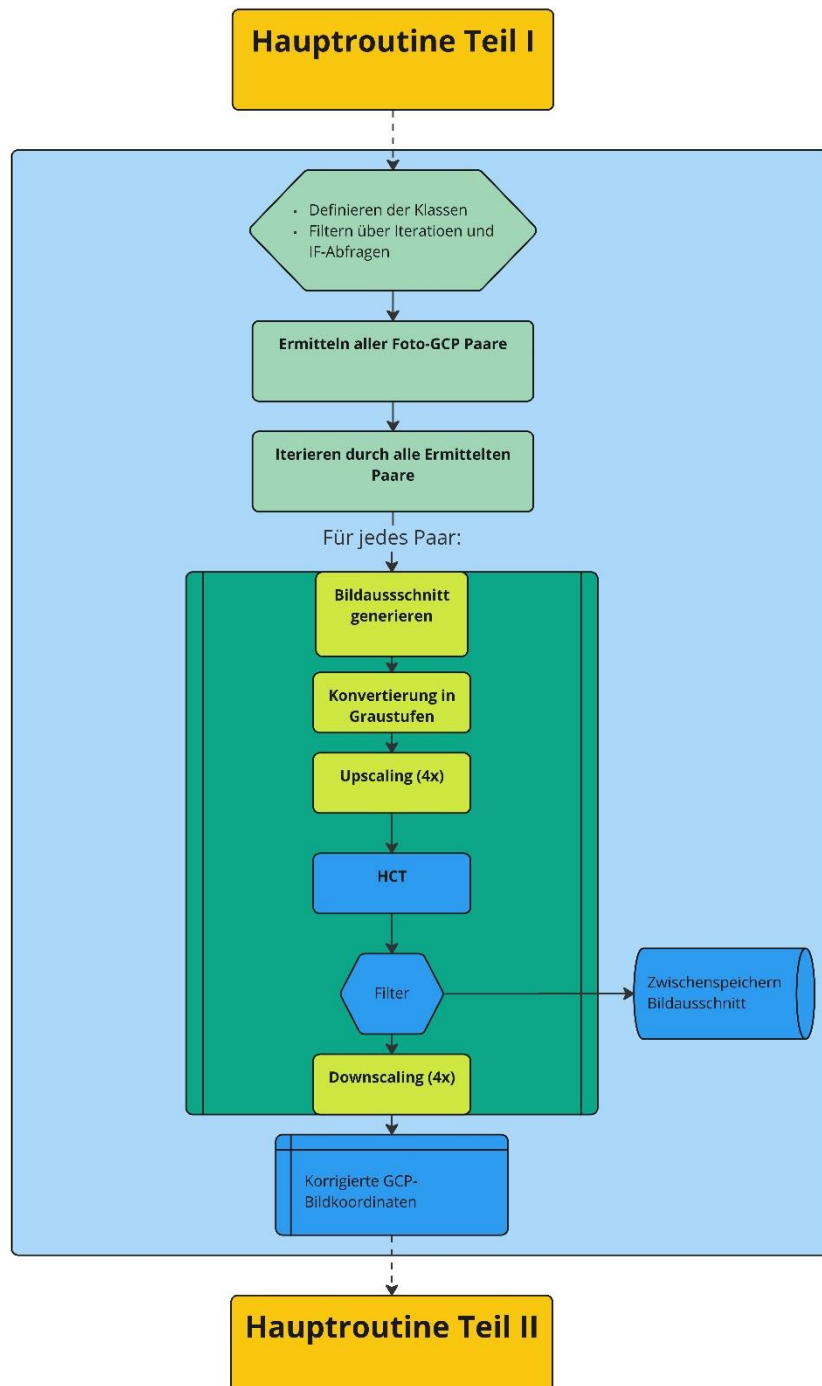 Hauptroutine Teil I
• Definieren der Klassen
• Filtern über Iteratioen und
IF-Abfragen
Ermitteln aller Foto-GCP Paare
Iterieren durch alle Ermittelten
Paare
Für jedes Paar:
Bildaussschnitt
generieren
Konvertierung in
Graustufen
Upscaling (4x)
HCT
Filter
Zwischenspeichern
Bildausschnitt
Downscaling (4x)
Korrigierte GCP-
Bildkoordinaten
Hauptroutine Teil II